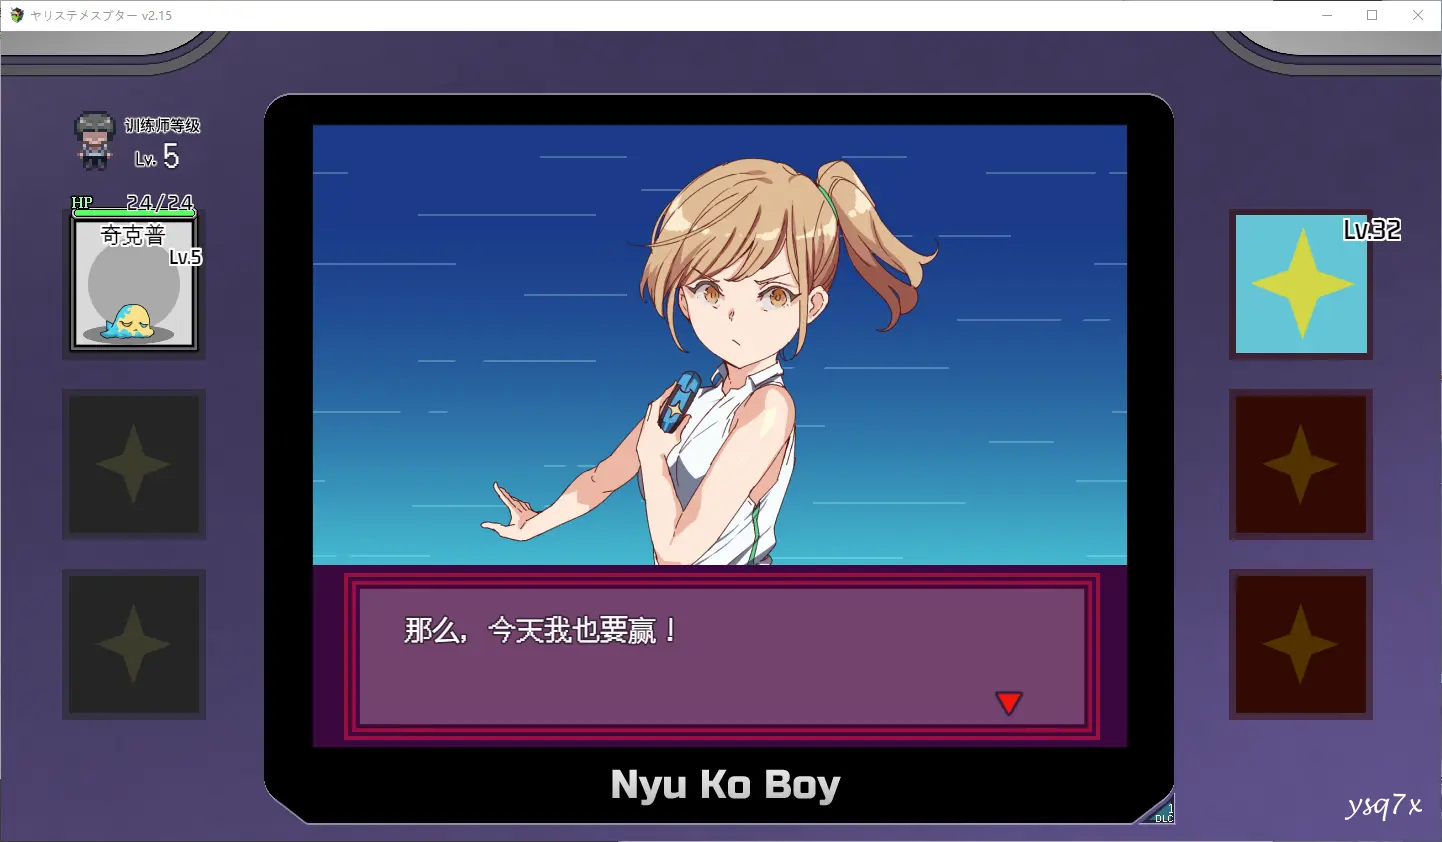 ヤリステメスブター v2.15
训练师等级
Lv. 5
HP 24/24
奇克普
Lv.5
Lv.32
那么，今天我也要赢！
Nyu Ko Boy
1
DLC
ysq7x